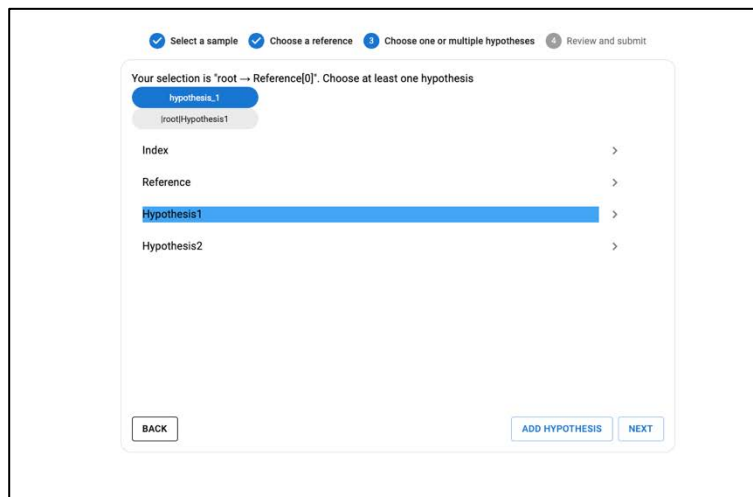 Select a sample Choose a reference 3 Choose one or multiple hypotheses 4 Review and submit
Your selection is "root → Reference[0]". Choose at least one hypothesis
hypothesis_1
|root|Hypothesis1
Index
Reference
Hypothesis1
Hypothesis2
BACK ADD HYPOTHESIS NEXT